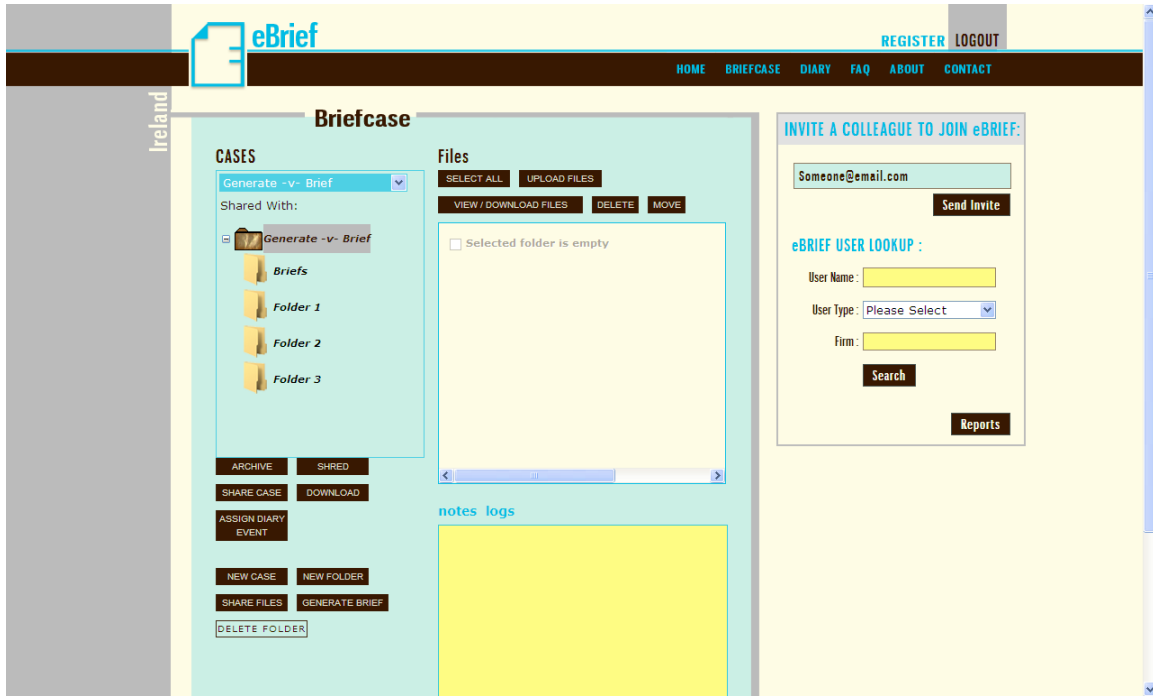 eBrief
REGISTER LOGOUT
HOME BRIEFCASE DIARY FAQ ABOUT CONTACT
Ireland
Briefcase
CASES
Generate -v- Brief
Shared With:
Generate -v- Brief
Briefs
Folder 1
Folder 2
Folder 3
ARCHIVE SHRED
SHARE CASE DOWNLOAD
ASSIGN DIARY
EVENT
NEW CASE NEW FOLDER
SHARE FILES GENERATE BRIEF
DELETE FOLDER
Files
SELECT ALL UPLOAD FILES
VIEW / DOWNLOAD FILES DELETE MOVE
Selected folder is empty
notes logs
INVITE A COLLEAGUE TO JOIN eBRIEF:
Someone@email.com
Send Invite
eBRIEF USER LOOKUP :
User Name :
User Type : Please Select
Firm :
Search
Reports